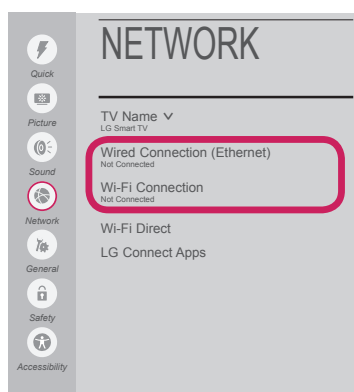 NETWORK
Quick
Picture
Sound
Network
General
Safety
Accessibility
TV Name
LG Smart TV
Wired Connection (Ethernet)
Not Connected
Wi-Fi Connection
Not Connected
Wi-Fi Direct
LG Connect Apps